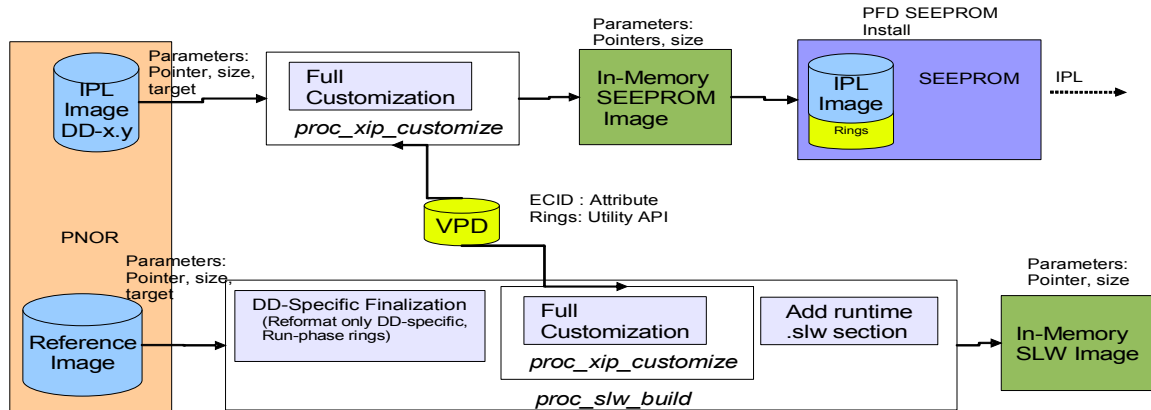 PNOR
IPL
Image
DD-x.y
Parameters:
Pointer, size,
target
Full
Customization
proc_xip_customize
Parameters:
Pointers, size
In-Memory
SEEPROM
Image
PFD SEEPROM
Install
IPL
Image
Rings
SEEPROM
IPL
VPD
ECID : Attribute
Rings: Utility API
Reference
Image
Parameters:
Pointer, size,
target
DD-Specific Finalization
(Reformat only DD-specific,
Run-phase rings)
Full
Customization
proc_xip_customize
Add runtime
.slw section
proc_slw_build
Parameters:
Pointer, size
In-Memory
SLW Image